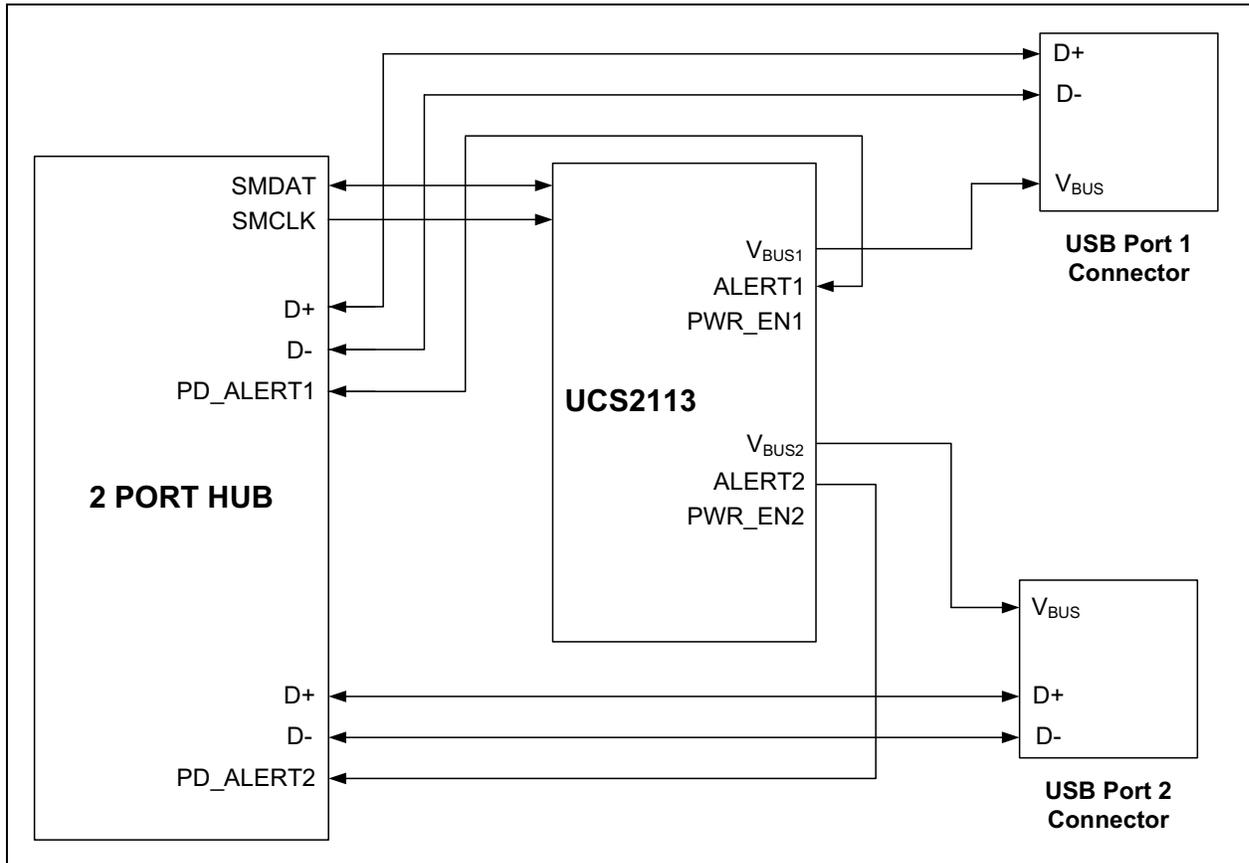 SMDAT
SMCLK
D+
D-
PD_ALERT1
2 PORT HUB
D+
D-
PD_ALERT2
UCS2113
VBUS1
ALERT1
PWR_EN1
VBUS2
ALERT2
PWR_EN2
D+
D-
VBUS
USB Port 1
Connector
VBUS
D+
D-
USB Port 2
Connector